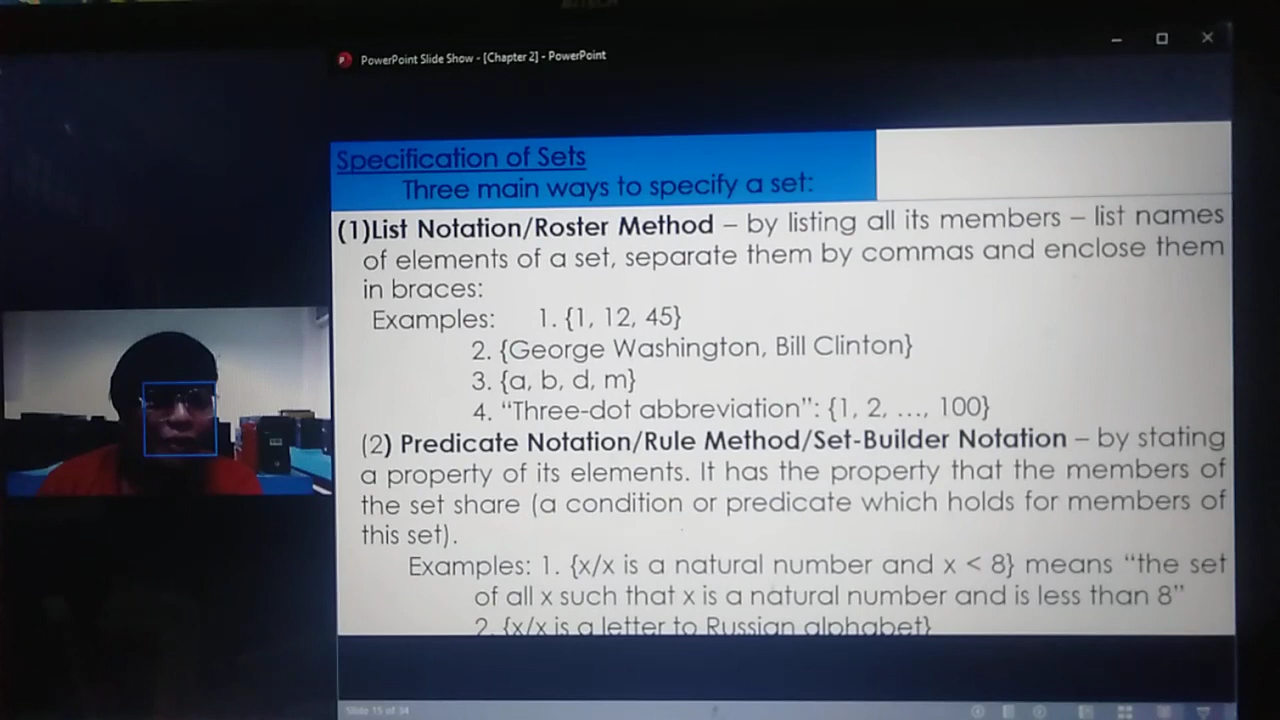 PowerPoint Slide Show - [Chapter 2] - PowerPoint
Specification of Sets
Three main ways to specify a set:
(1)List Notation/Roster Method – by listing all its members – list names
of elements of a set, separate them by commas and enclose them
in braces:
Examples: 1. {1, 12, 45}
2. {George Washington, Bill Clinton}
3. {a, b, d, m}
4. “Three-dot abbreviation”: {1, 2, ..., 100}
(2) Predicate Notation/Rule Method/Set-Builder Notation – by stating
a property of its elements. It has the property that the members of
the set share (a condition or predicate which holds for members of
this set).
Examples: 1. {x/x is a natural number and x < 8} means “the set
of all x such that x is a natural number and is less than 8”
2. {x/x is a letter to Russian alphabet}
Slide 15 of 34